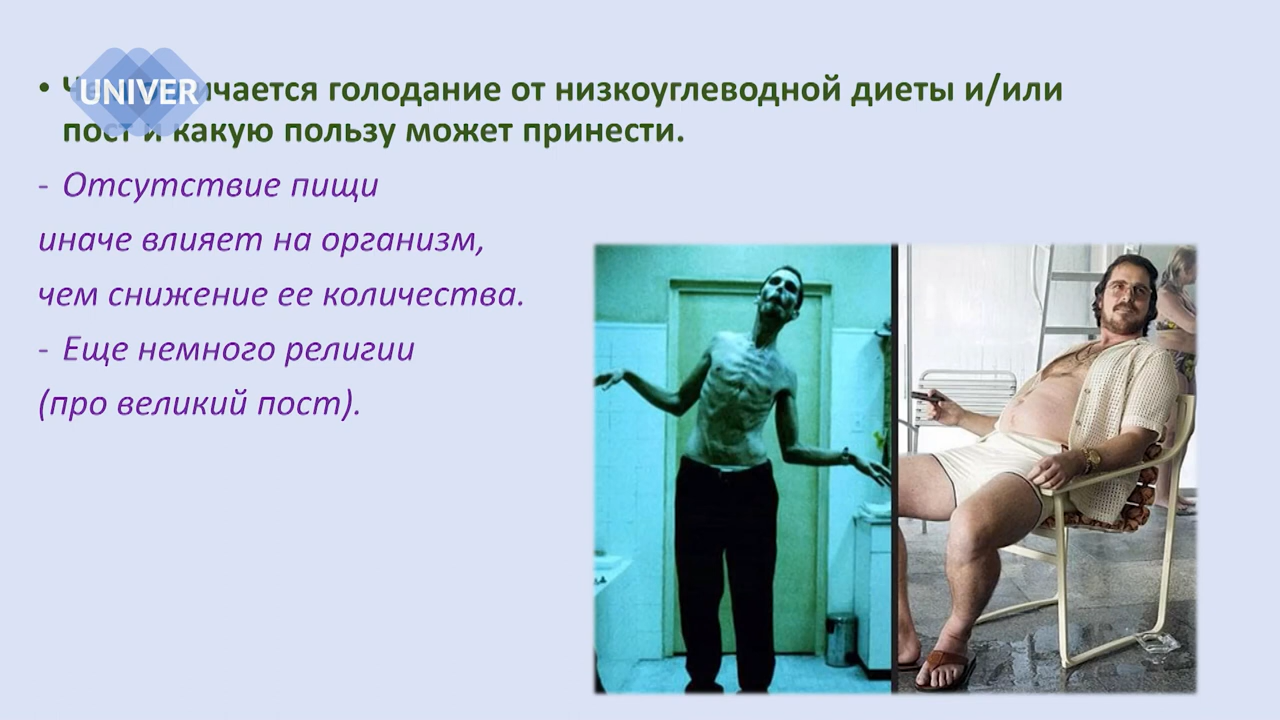 UNIVER
• голодание от низкоуглеводной диеты и/или
пост и какую пользу может принести.
- Отсутствие пищи
иначе влияет на организм,
чем снижение ее количества.
- Еще немного религии
(про великий пост).